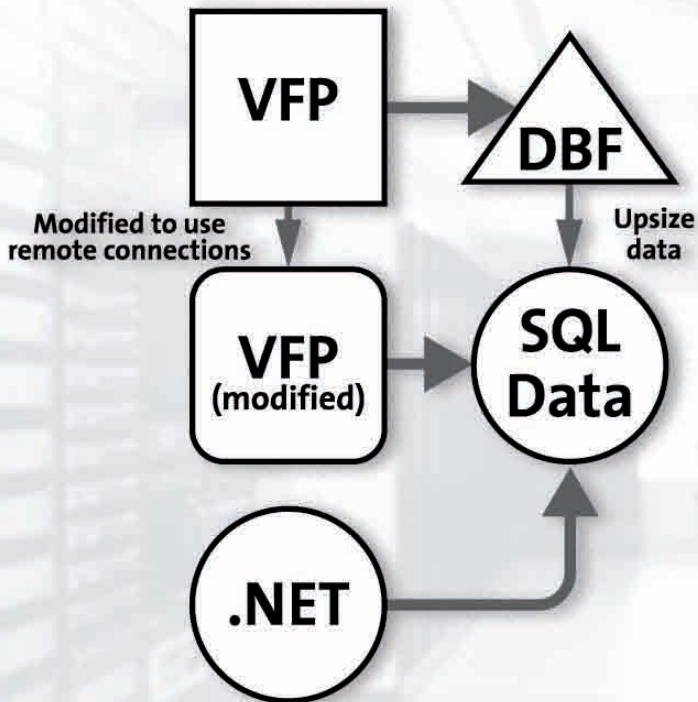 VFP
DBF
Modified to use
remote connections
Upsize
data
VFP
(modified)
SQL
Data
.NET